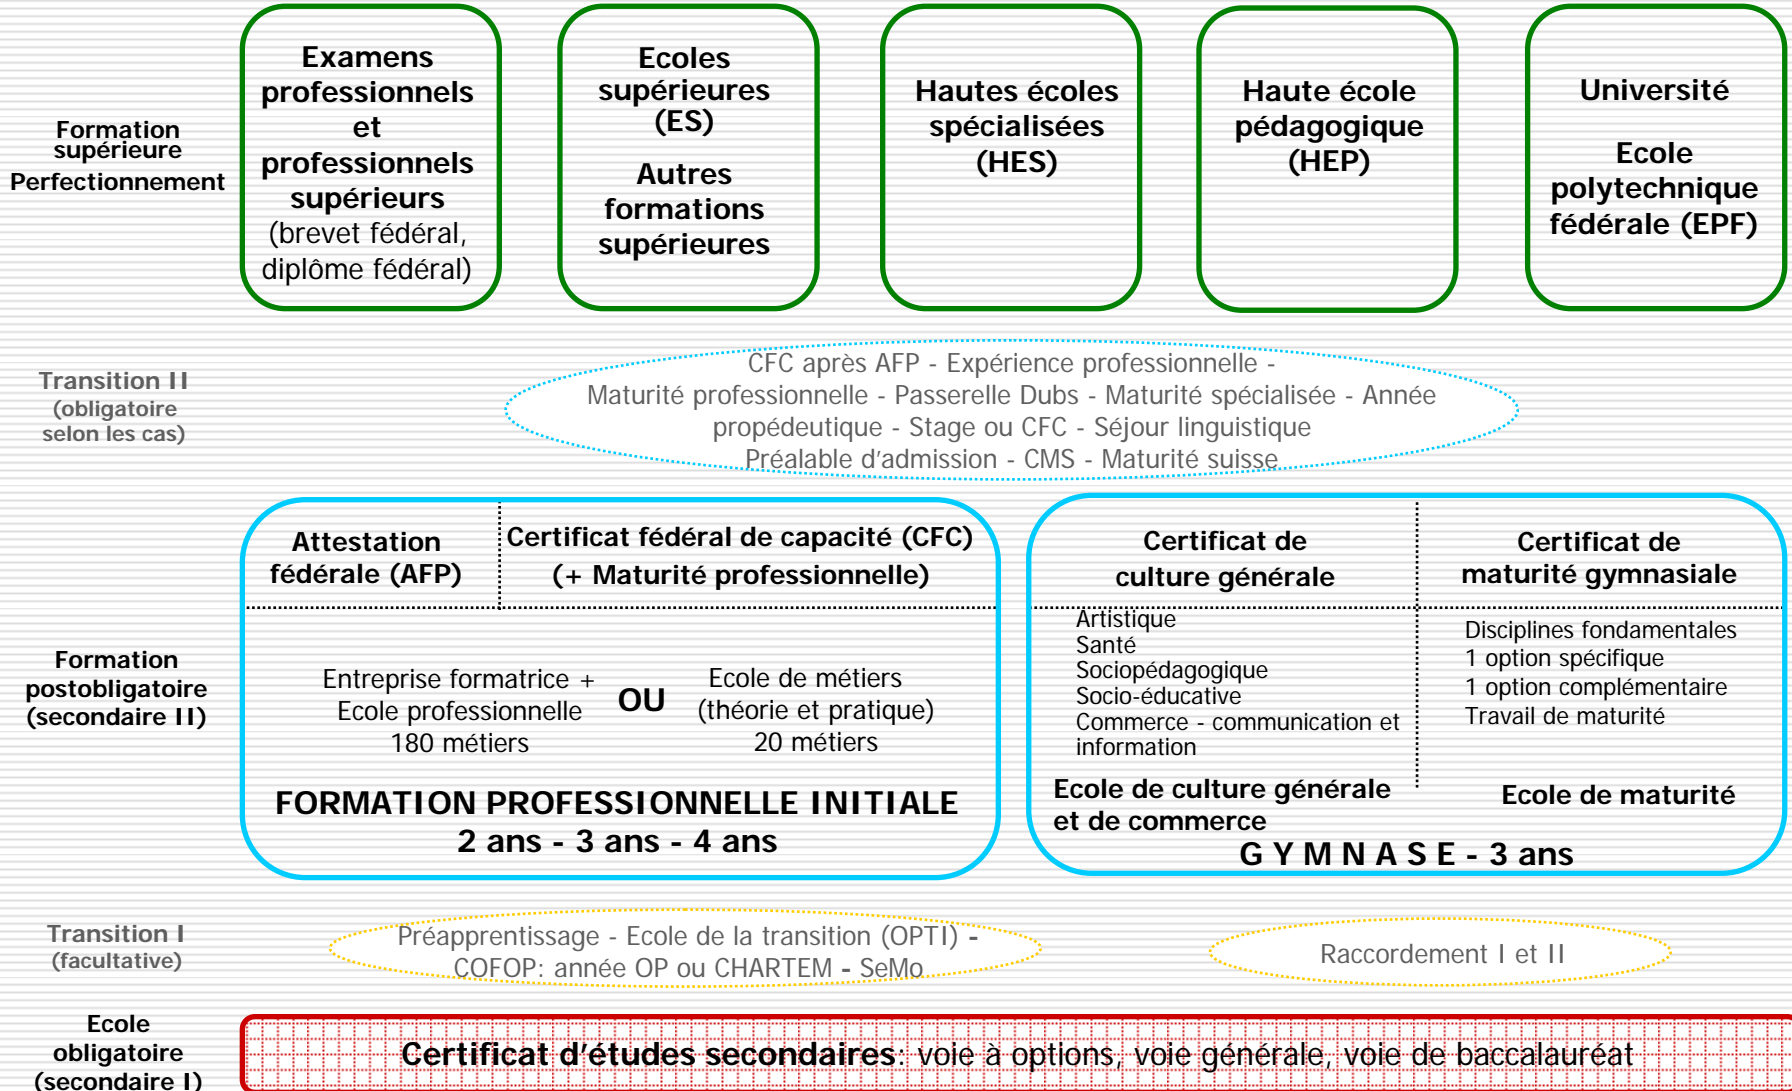 Formation
supérieure
Perfectionnement
Examens
professionnels
et
professionnels
supérieurs
(brevet fédéral,
diplôme fédéral)
Ecoles
supérieures
(ES)
Autres
formations
supérieures
Hautes écoles
spécialisées
(HES)
Haute école
pédagogique
(HEP)
Université
Ecole
polytechnique
fédérale (EPF)
Transition II
(obligatoire
selon les cas)
CFC après AFP - Expérience professionnelle -
Maturité professionnelle - Passerelle Dubs - Maturité spécialisée - Année
propédeutique - Stage ou CFC - Séjour linguistique
Préalable d'admission - CMS - Maturité suisse
Formation
postobligatoire
(secondaire II)
Attestation
fédérale (AFP)
Certificat fédéral de capacité (CFC)
(+ Maturité professionnelle)
Entreprise formatrice +
Ecole professionnelle
180 métiers
OU
Ecole de métiers
(théorie et pratique)
20 métiers
FORMATION PROFESSIONNELLE INITIALE
2 ans - 3 ans - 4 ans
Certificat de
culture générale
Artistique
Santé
Sociopédagogique
Socio-éducative
Commerce - communication et
information
Ecole de culture générale
et de commerce
Certificat de
maturité gymnasiale
Disciplines fondamentales
1 option spécifique
1 option complémentaire
Travail de maturité
Ecole de maturité
G Y M N A S E - 3 ans
Transition I
(facultative)
Préapprentissage - Ecole de la transition (OPTI) -
COFOP: année OP ou CHARTEM - SeMo
Raccordement I et II
Ecole
obligatoire
(secondaire I)
Certificat d'études secondaires: voie à options, voie générale, voie de baccalauréat